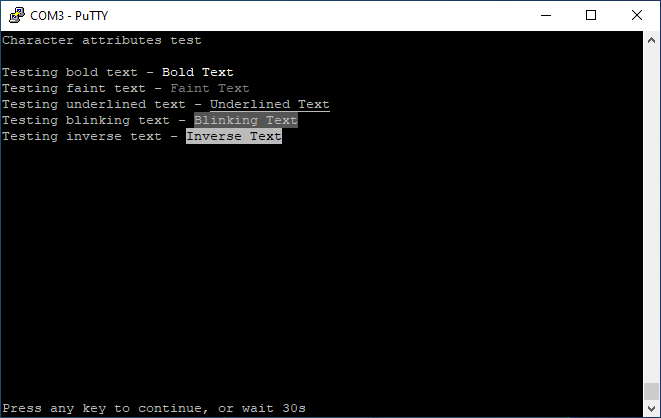 COM3 - PuTTY
Character attributes test
Testing bold text - Bold Text
Testing faint text - Faint Text
Testing underlined text - Underlined Text
Testing blinking text - Blinking Text
Testing inverse text - Inverse Text
Press any key to continue, or wait 30s